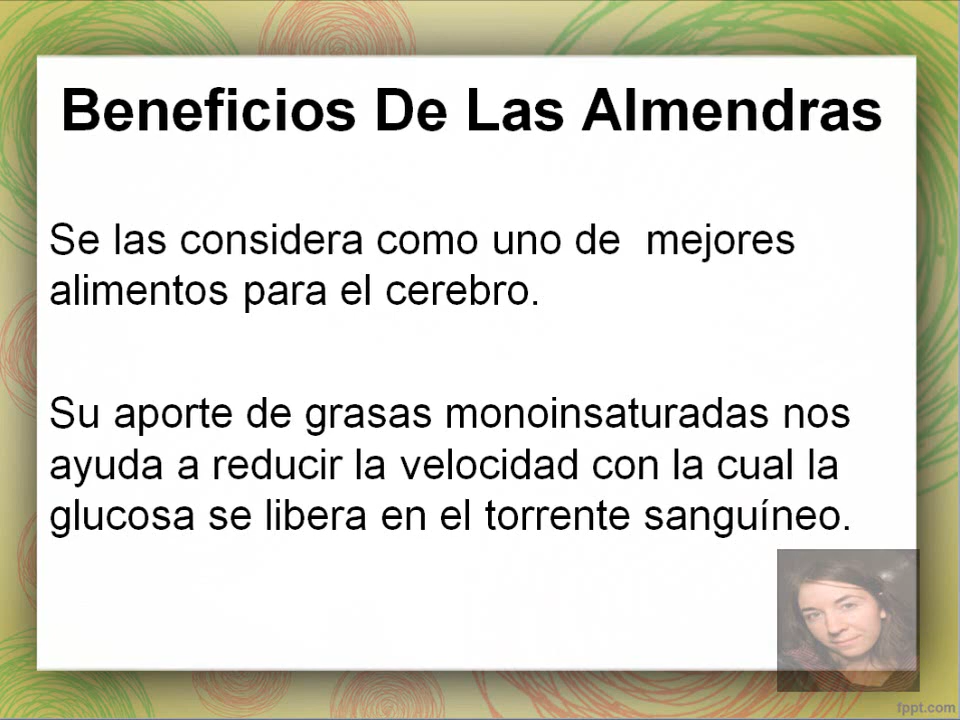 Beneficios De Las Almendras
Se las considera como uno de  mejores
alimentos para el cerebro.
Su aporte de grasas monoinsaturadas nos
ayuda a reducir la velocidad con la cual la
glucosa se libera en el torrente sanguíneo.
fppt.com